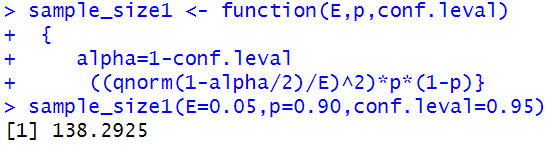 > sample_size1 <- function(E,p,conf.leval)
+ {
+ alpha=1-conf.leval
+ ((qnorm(1-alpha/2)/E)^2)*p*(1-p)}
> sample_size1(E=0.05,p=0.90,conf.leval=0.95)
[1] 138.2925